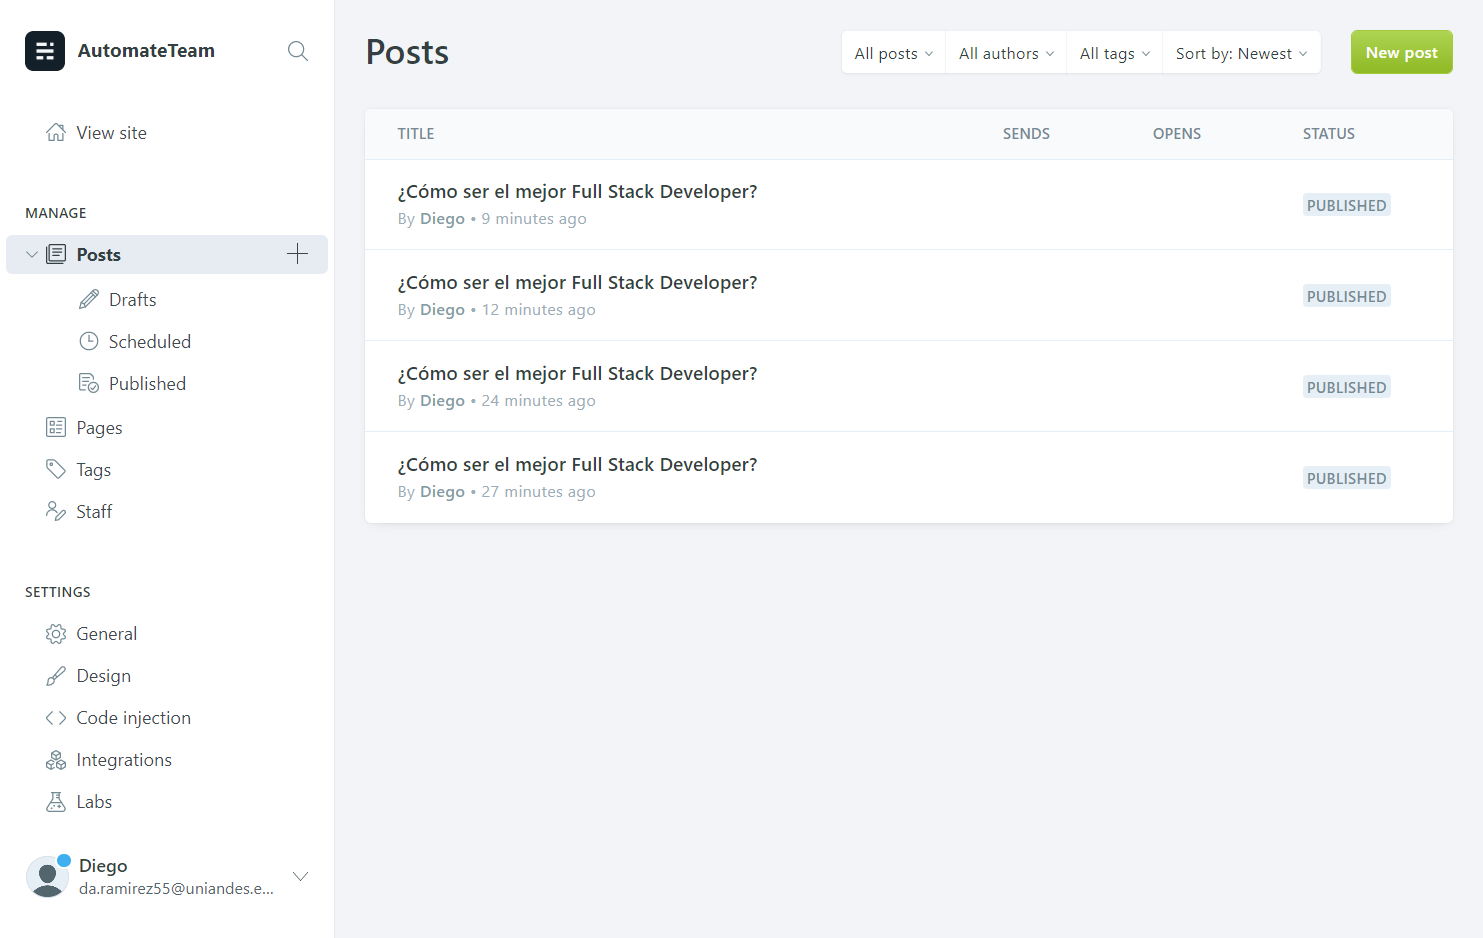 AutomateTeam
View site
MANAGE
Posts
Drafts
Scheduled
Published
Pages
Tags
Staff
SETTINGS
General
Design
Code injection
Integrations
Labs
Diego
da.ramirez55@uniandes.e...
Posts
All posts
All authors
All tags
Sort by: Newest
New post
TITLE SENDS OPENS STATUS
¿Cómo ser el mejor Full Stack Developer?
By Diego • 9 minutes ago
PUBLISHED
¿Cómo ser el mejor Full Stack Developer?
By Diego • 12 minutes ago
PUBLISHED
¿Cómo ser el mejor Full Stack Developer?
By Diego • 24 minutes ago
PUBLISHED
¿Cómo ser el mejor Full Stack Developer?
By Diego • 27 minutes ago
PUBLISHED